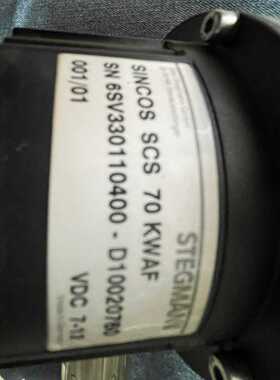 STEGMANN
SINCOS SCS 70 KWAF
SN 6SV330110400 - D10020760
001/01
VDC 7-12